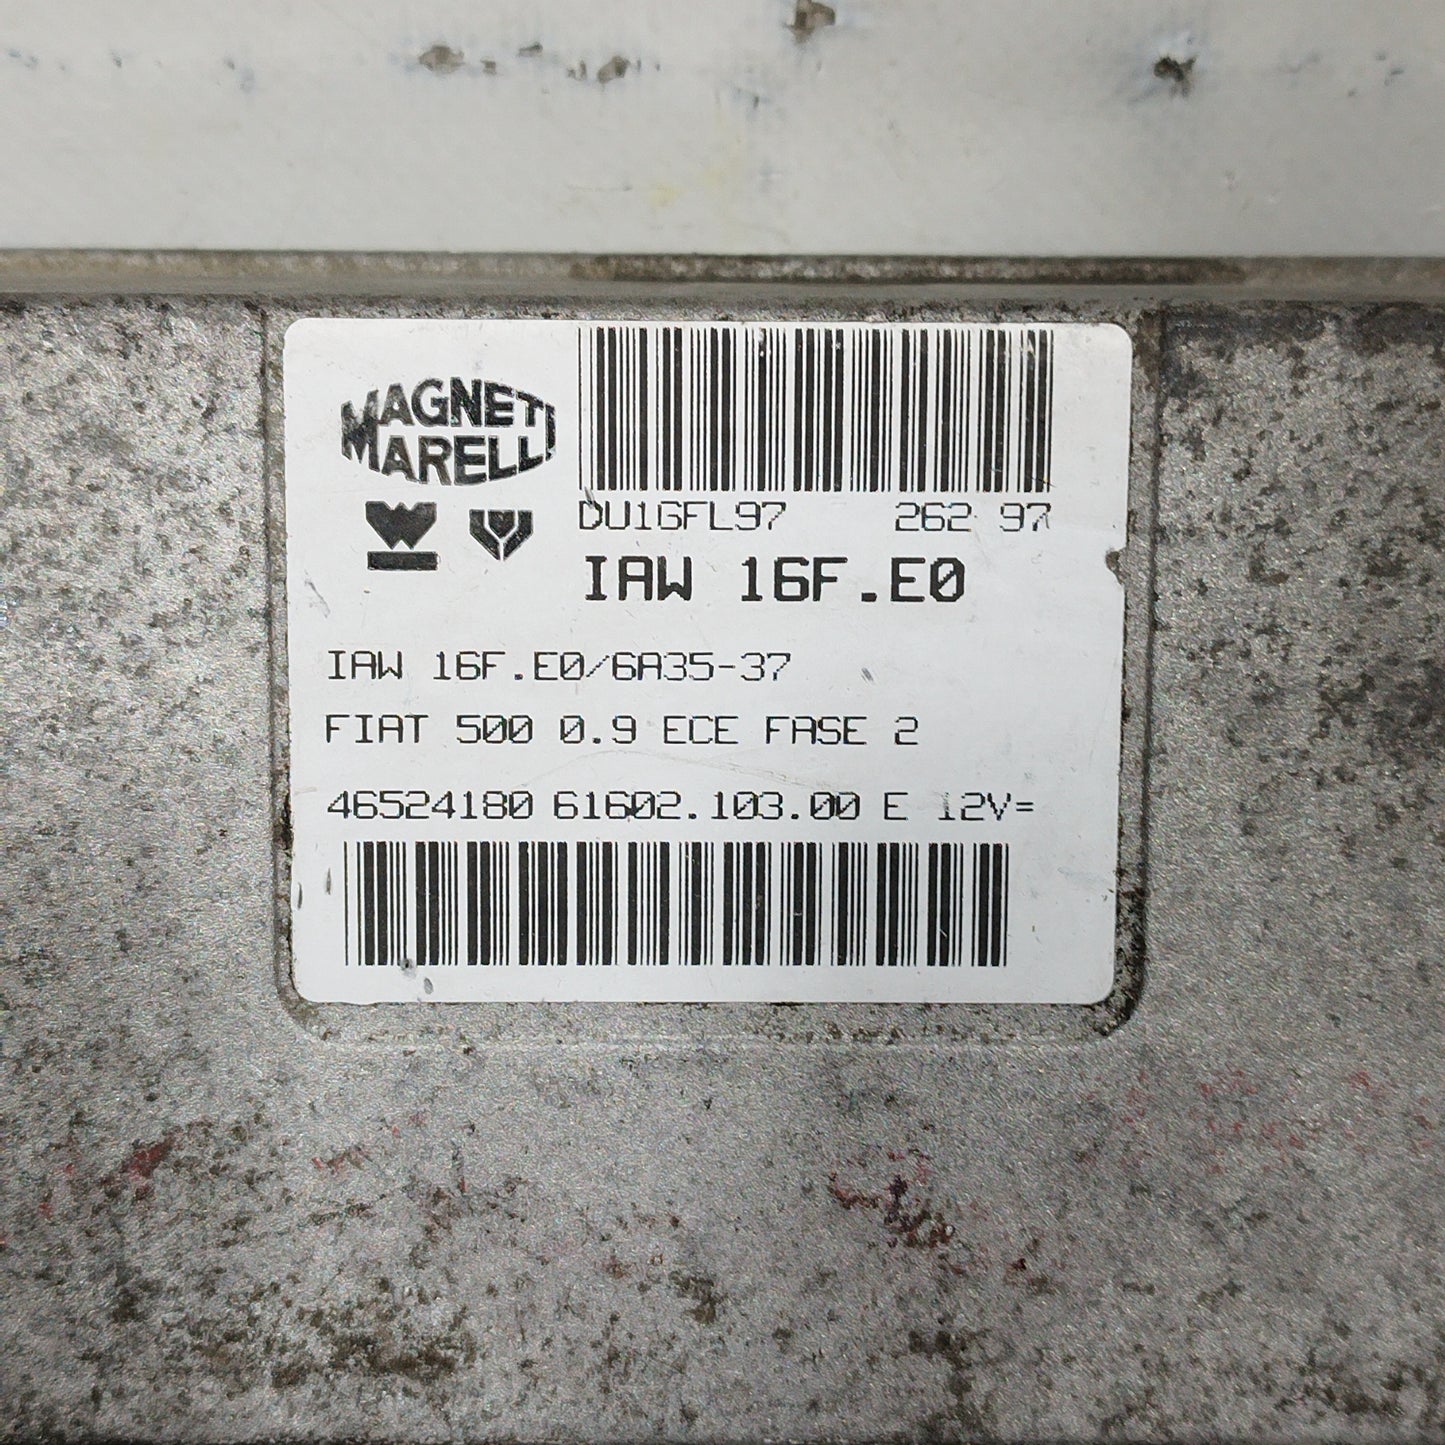 MAGNETI
MARELLI
DU16FL97 262 97
IAW 16F.E0
IAW 16F.E0/6A35-37
FIAT 500 0.9 ECE FASE 2
46524180 61602.103.00 E 12V=